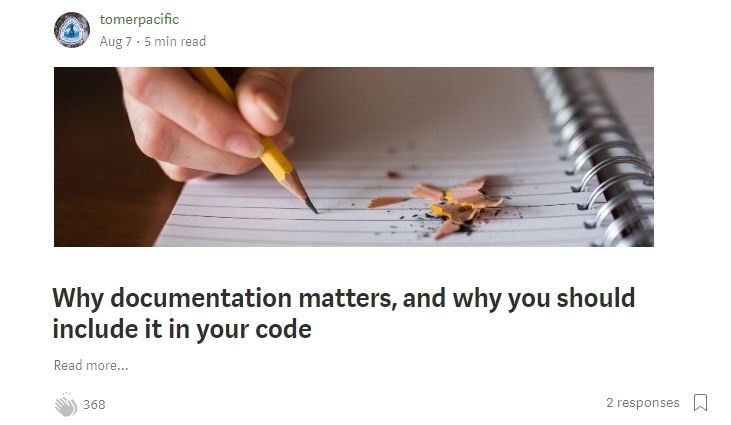 tomerpacific
Aug 7 · 5 min read
Why documentation matters, and why you should
include it in your code
Read more...
368
2 responses